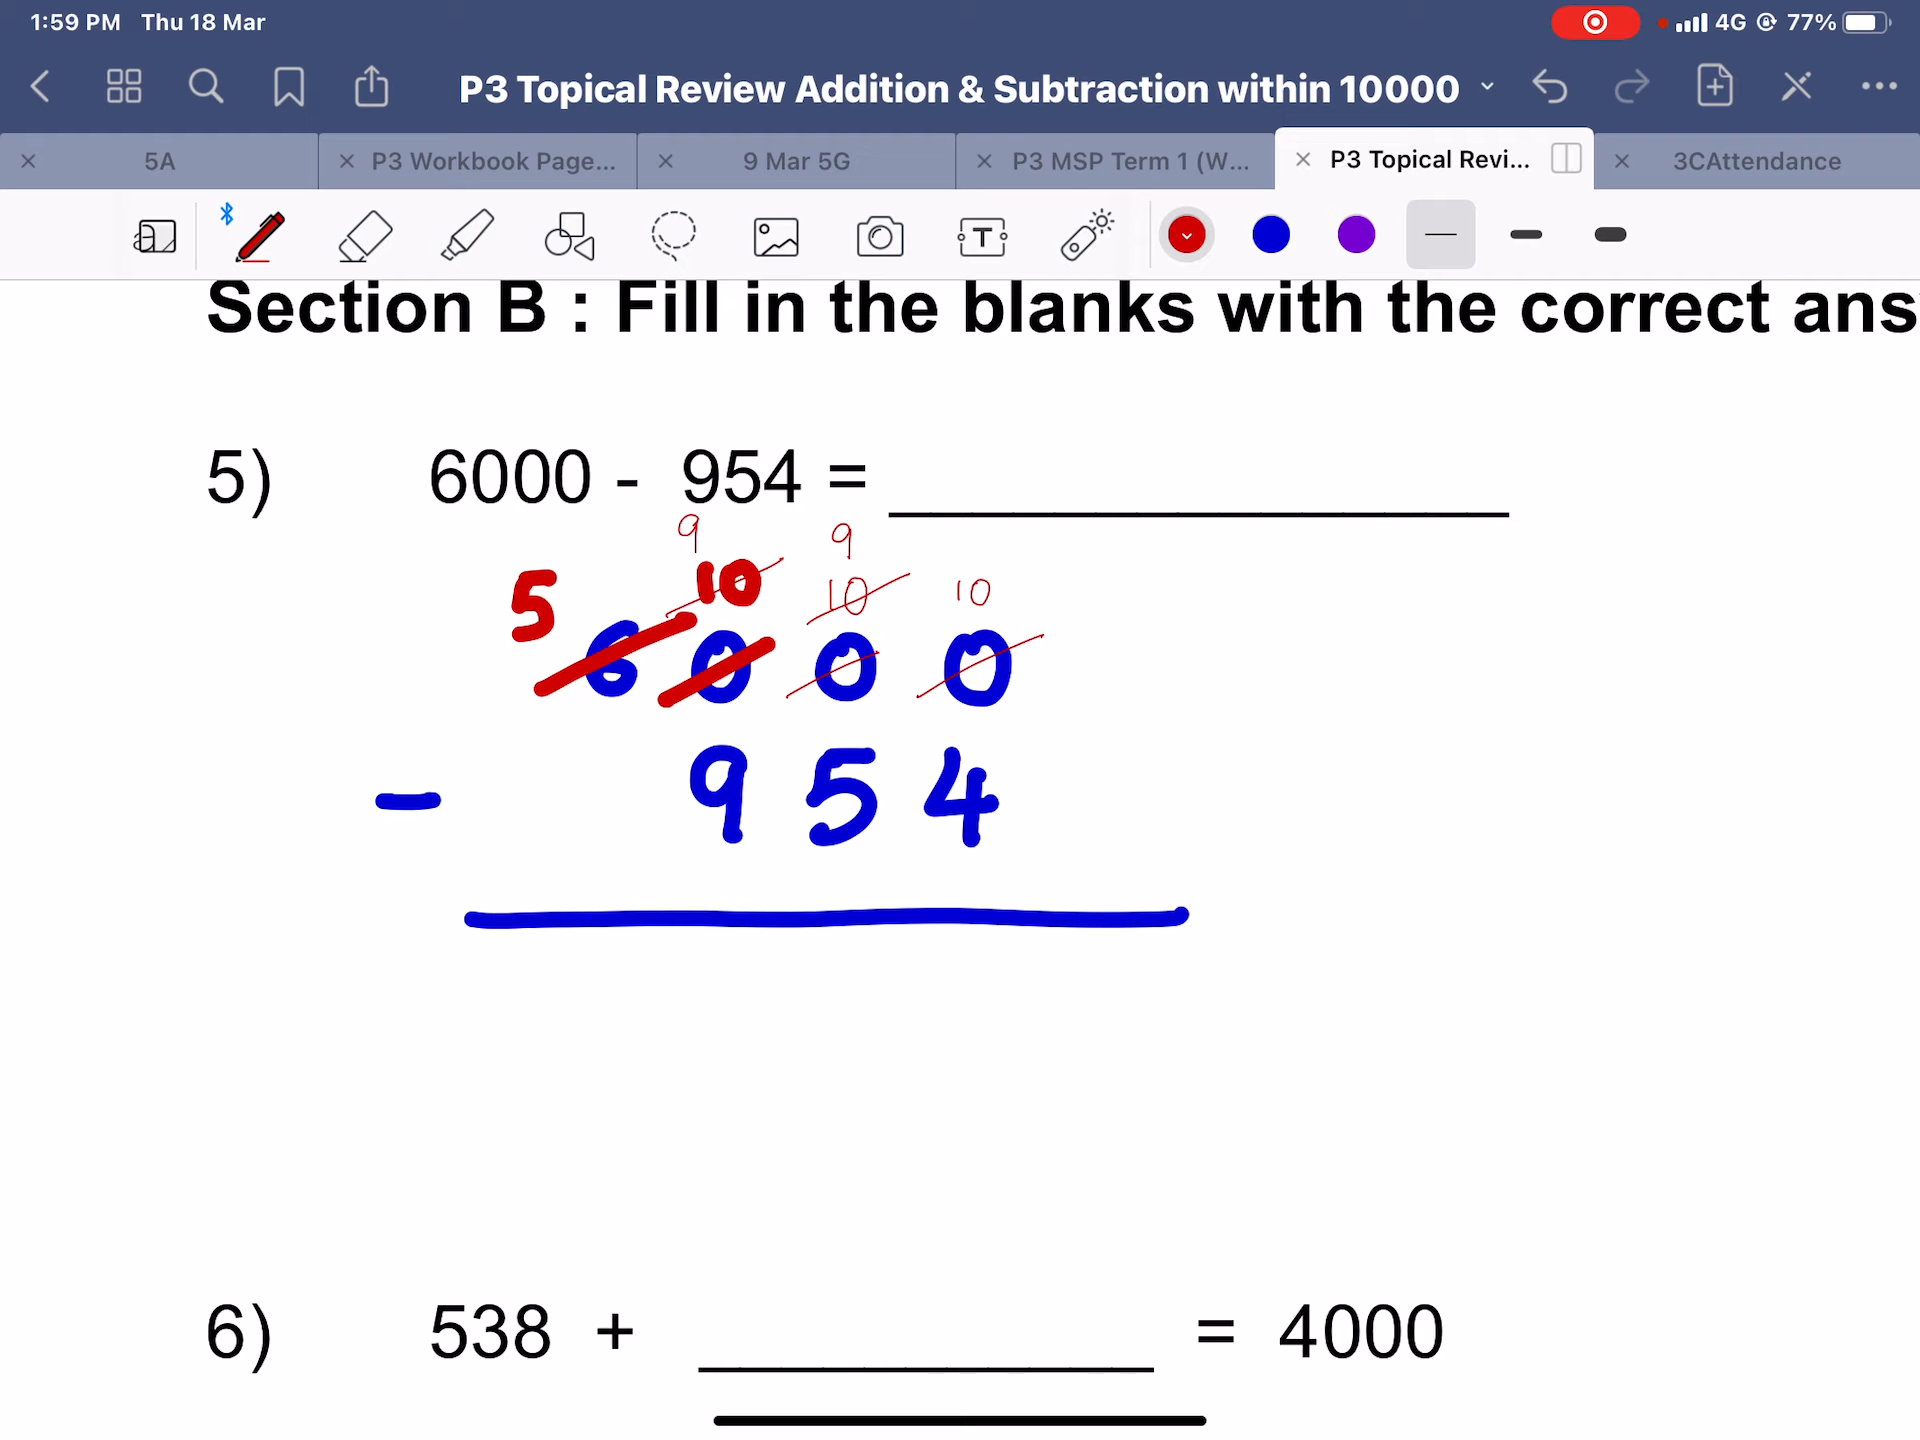 1:59 PM Thu 18 Mar 4G 77%
P3 Topical Review Addition & Subtraction within 10000
5A P3 Workbook Page... 9 Mar 5G P3 MSP Term 1 (W... P3 Topical Revi... 3CAttendance
Section B : Fill in the blanks with the correct ans
5) 6000 - 954 = ____________
9 9
5 10 10 10
6 0 0 0
- 9 5 4
6) 538 + ____________ = 4000